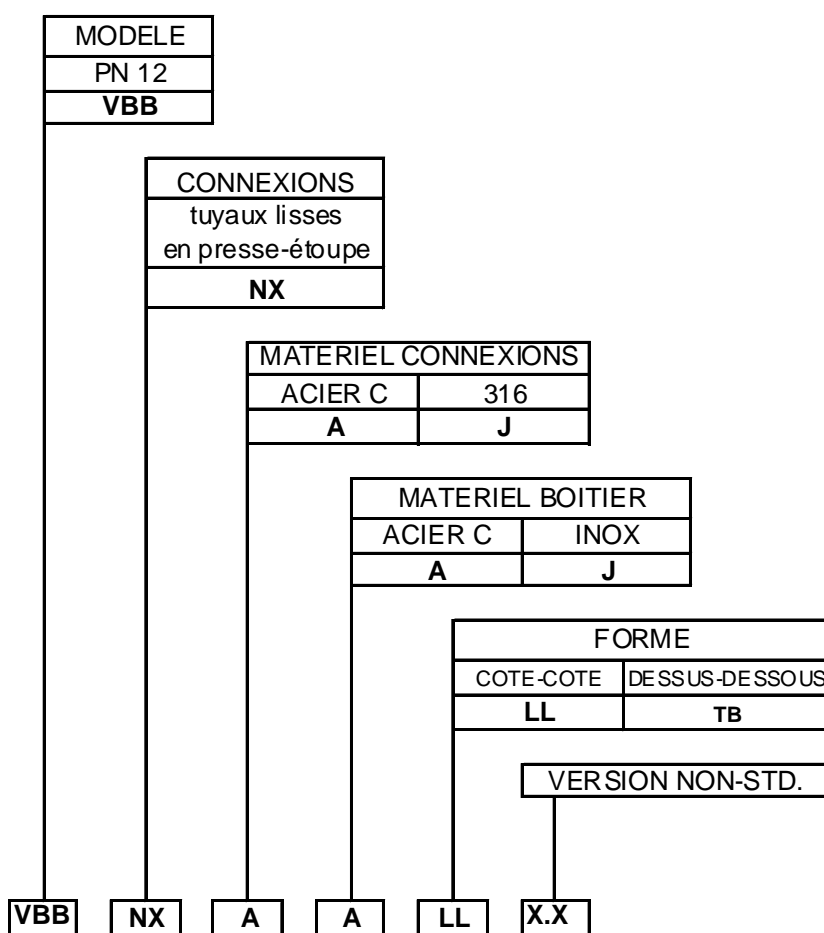 MODELE
PN 12
VBB
CONNEXIONS
tuyaux lisses
en presse-étoupe
NX
MATERIEL CONNEXIONS
ACIER C 316
A J
MATERIEL BOITIER
ACIER C INOX
A J
FORME
COTE-COTE DESSUS-DESSOUS
LL TB
VERSION NON-STD.
VBB NX A A LL X.X